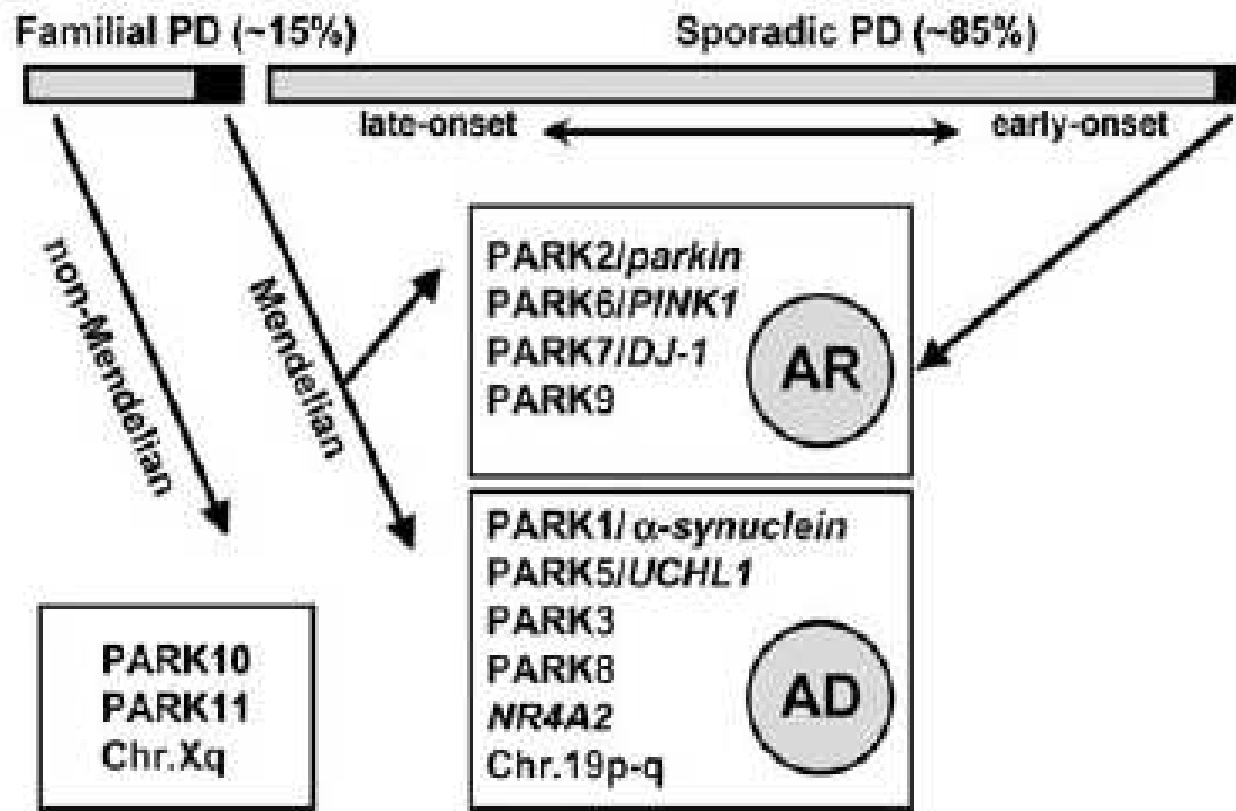 Familial PD (~15%)
Sporadic PD (~85%)
late-onset
early-onset
non-Mendelian
Mendelian
PARK2/parkin
PARK6/PINK1
PARK7/DJ-1
PARK9
AR
PARK1/ α-synuclein
PARK5/UCHL1
PARK3
PARK8
NR4A2
Chr.19p-q
AD
PARK10
PARK11
Chr.Xq